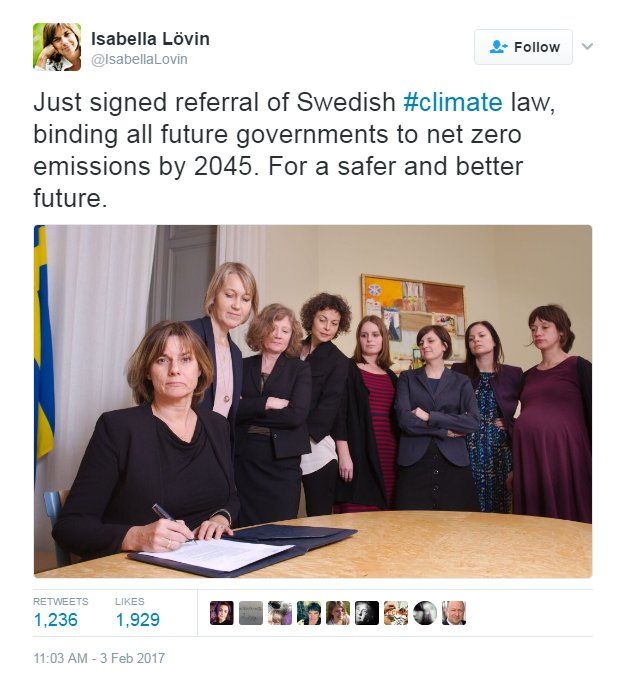 Isabella Lövin
@IsabellaLovin
Follow
Just signed referral of Swedish #climate law,
binding all future governments to net zero
emissions by 2045. For a safer and better
future.
RETWEETS
LIKES
1,236
1,929
11:03 AM - 3 Feb 2017